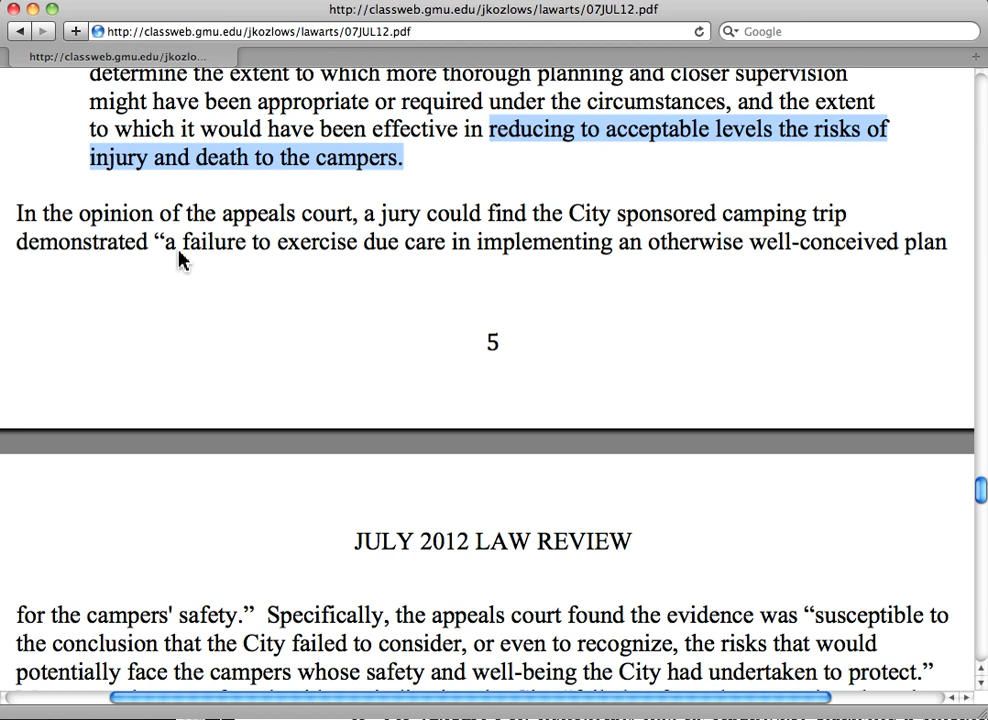 http://classweb.gmu.edu/jkozlows/lawarts/07JUL12.pdf
http://classweb.gmu.edu/jkozlows/lawarts/07JUL12.pdf
Google
http://classweb.gmu.edu/jkozlo...
determine the extent to which more thorough planning and closer supervision
might have been appropriate or required under the circumstances, and the extent
to which it would have been effective in reducing to acceptable levels the risks of
injury and death to the campers.
In the opinion of the appeals court, a jury could find the City sponsored camping trip
demonstrated “a failure to exercise due care in implementing an otherwise well-conceived plan
5
JULY 2012 LAW REVIEW
for the campers' safety.” Specifically, the appeals court found the evidence was “susceptible to
the conclusion that the City failed to consider, or even to recognize, the risks that would
potentially face the campers whose safety and well-being the City had undertaken to protect.”